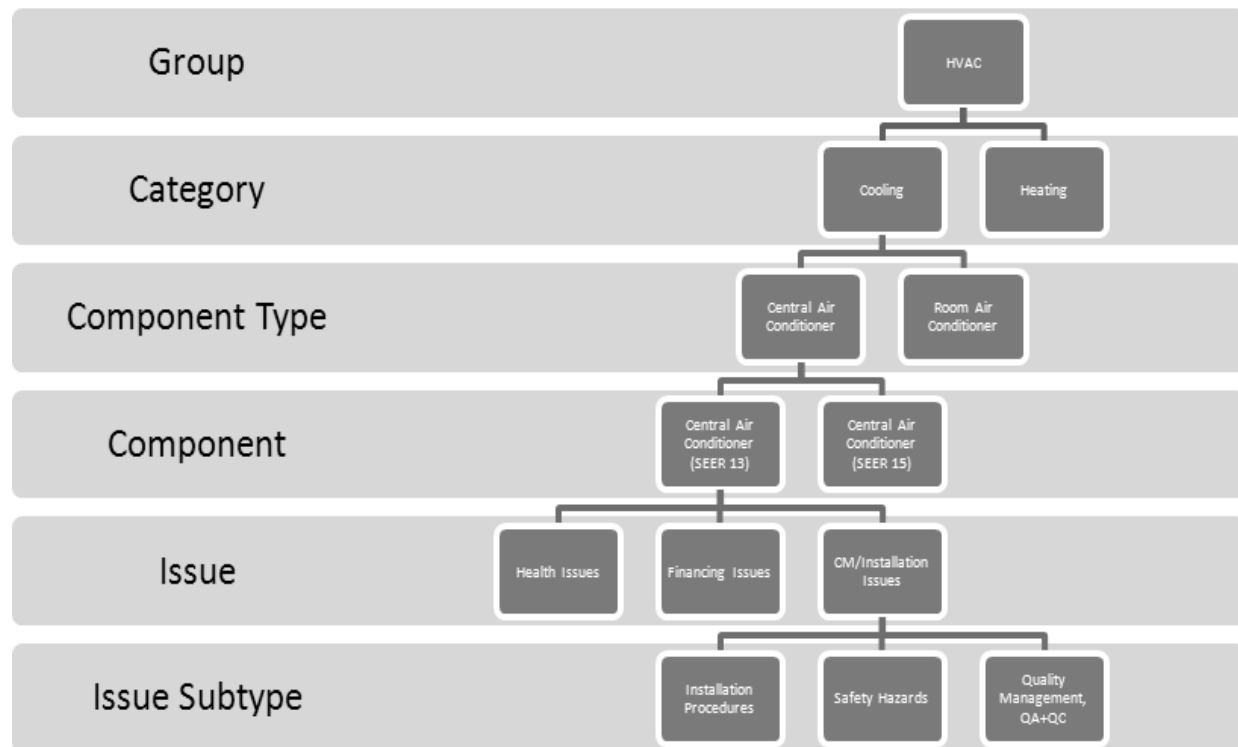 Group
HVAC
Category
Cooling
Heating
Component Type
Central Air
Conditioner
Room Air
Conditioner
Component
Central Air
Conditioner
(SEER 13)
Central Air
Conditioner
(SEER 15)
Issue
Health Issues
Financing Issues
CM/Installation
Issues
Issue Subtype
Installation
Procedures
Safety Hazards
Quality
Management,
QA+QC